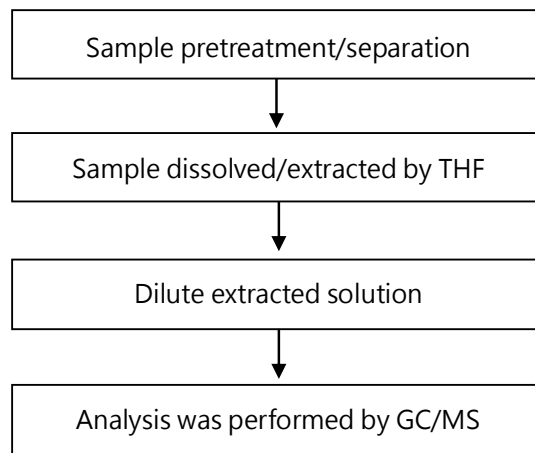 Sample pretreatment/separation
Sample dissolved/extracted by THF
Dilute extracted solution
Analysis was performed by GC/MS